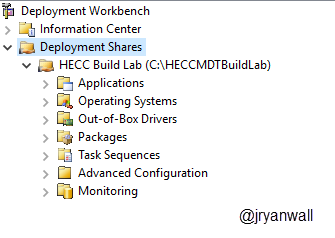 Deployment Workbench
Information Center
Deployment Shares
HECC Build Lab (C:\HECCMDTBuildLab)
Applications
Operating Systems
Out-of-Box Drivers
Packages
Task Sequences
Advanced Configuration
Monitoring
@jryanwall